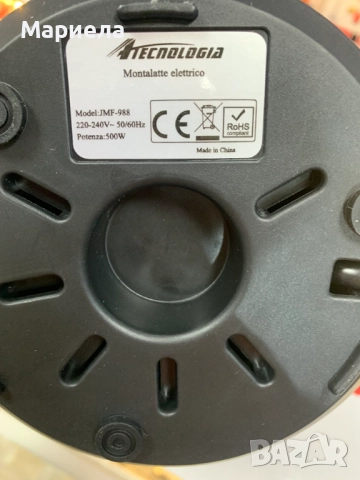 Мариела
ATECNOLOGIA
Montalatte elettrico
Model:JMF-988
220-240V~ 50/60Hz
Potenza:500W
CE
RoHS
compliant
Made in China
BAZAR